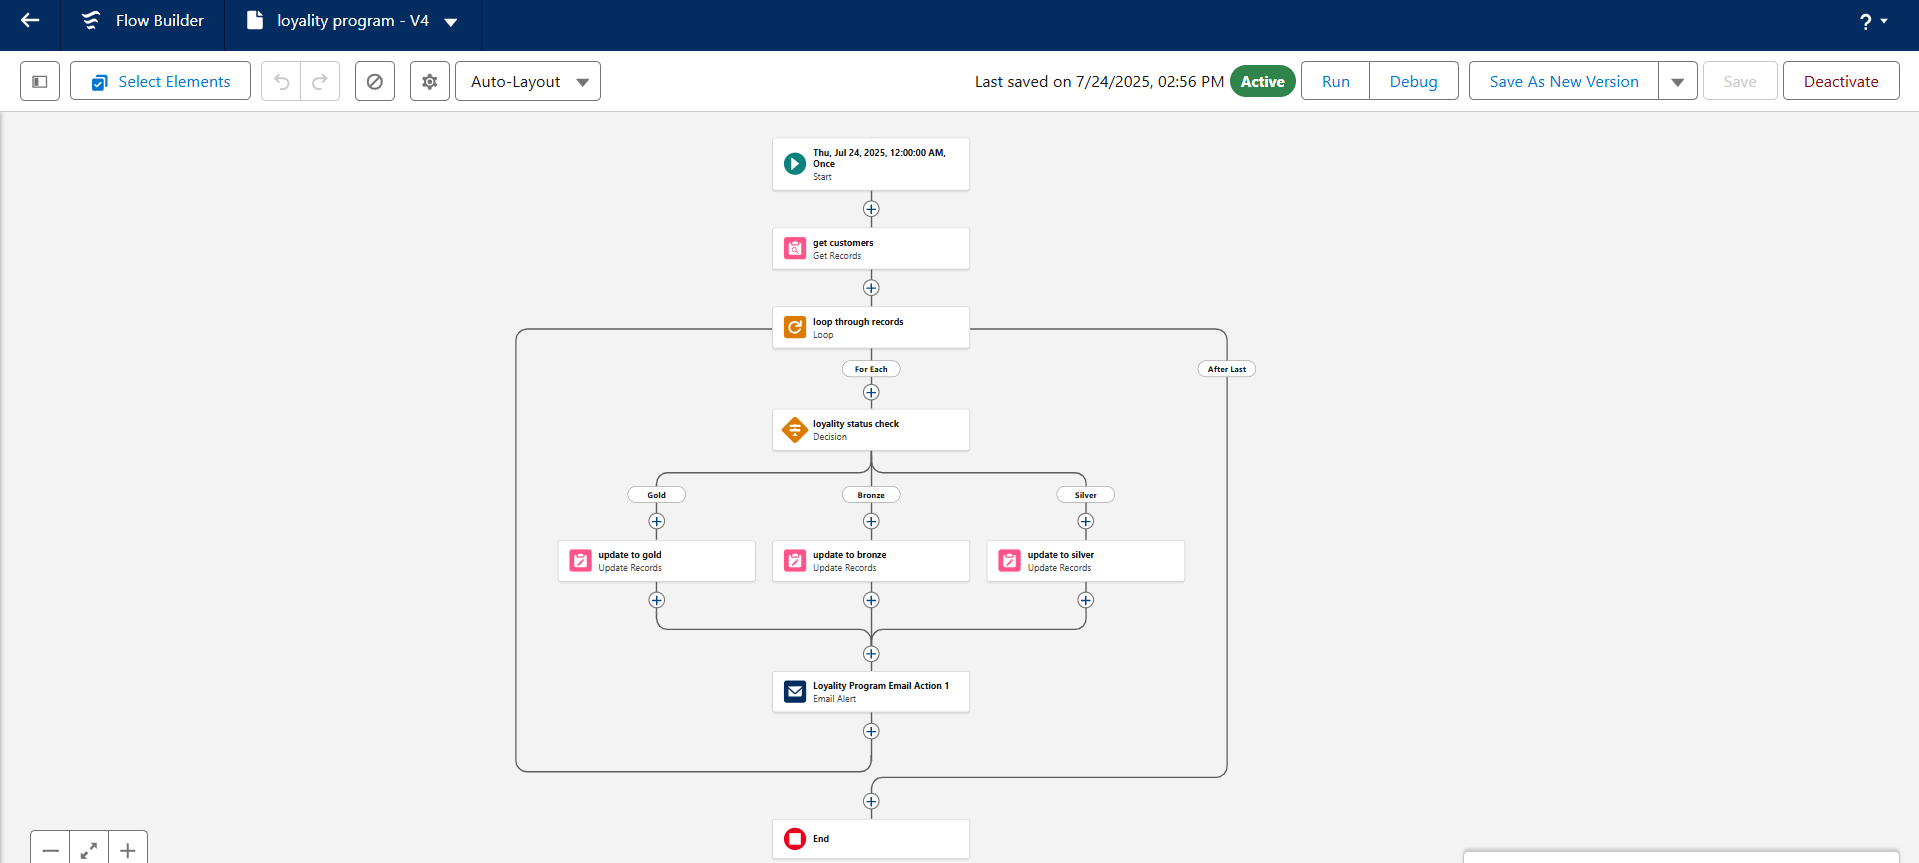 Flow Builder
loyality program - V4
?
Select Elements
Auto-Layout
Last saved on 7/24/2025, 02:56 PM
Active
Run
Debug
Save As New Version
Save
Deactivate
Thu, Jul 24, 2025, 12:00:00 AM,
Once
Start
get customers
Get Records
loop through records
Loop
For Each
After Last
loyality status check
Decision
Gold
Bronze
Silver
update to gold
Update Records
update to bronze
Update Records
update to silver
Update Records
Loyality Program Email Action 1
Email Alert
End